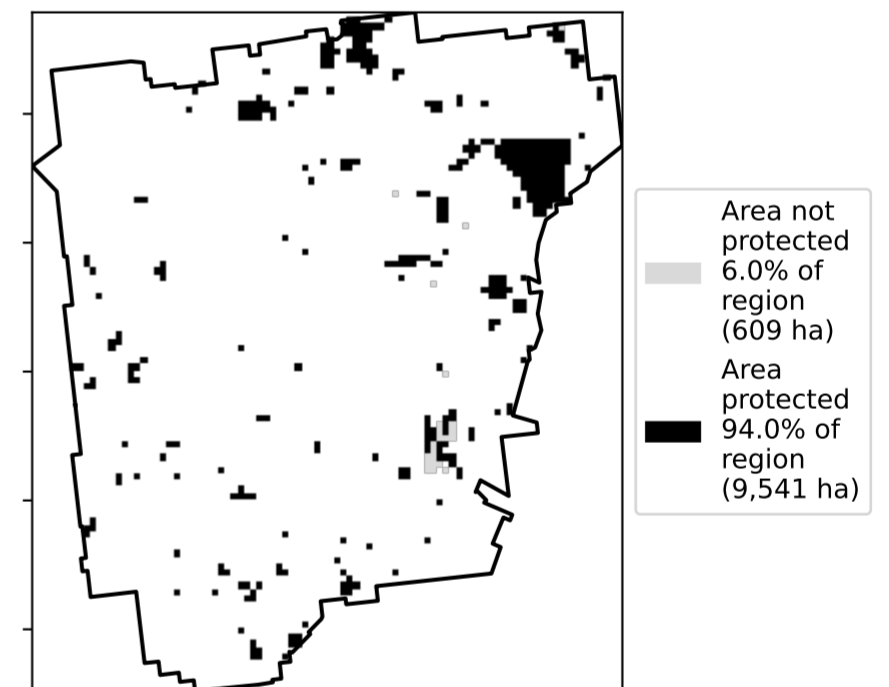 Area not
protected
6.0% of
region
(609 ha)
Area
protected
94.0% of
region
(9,541 ha)